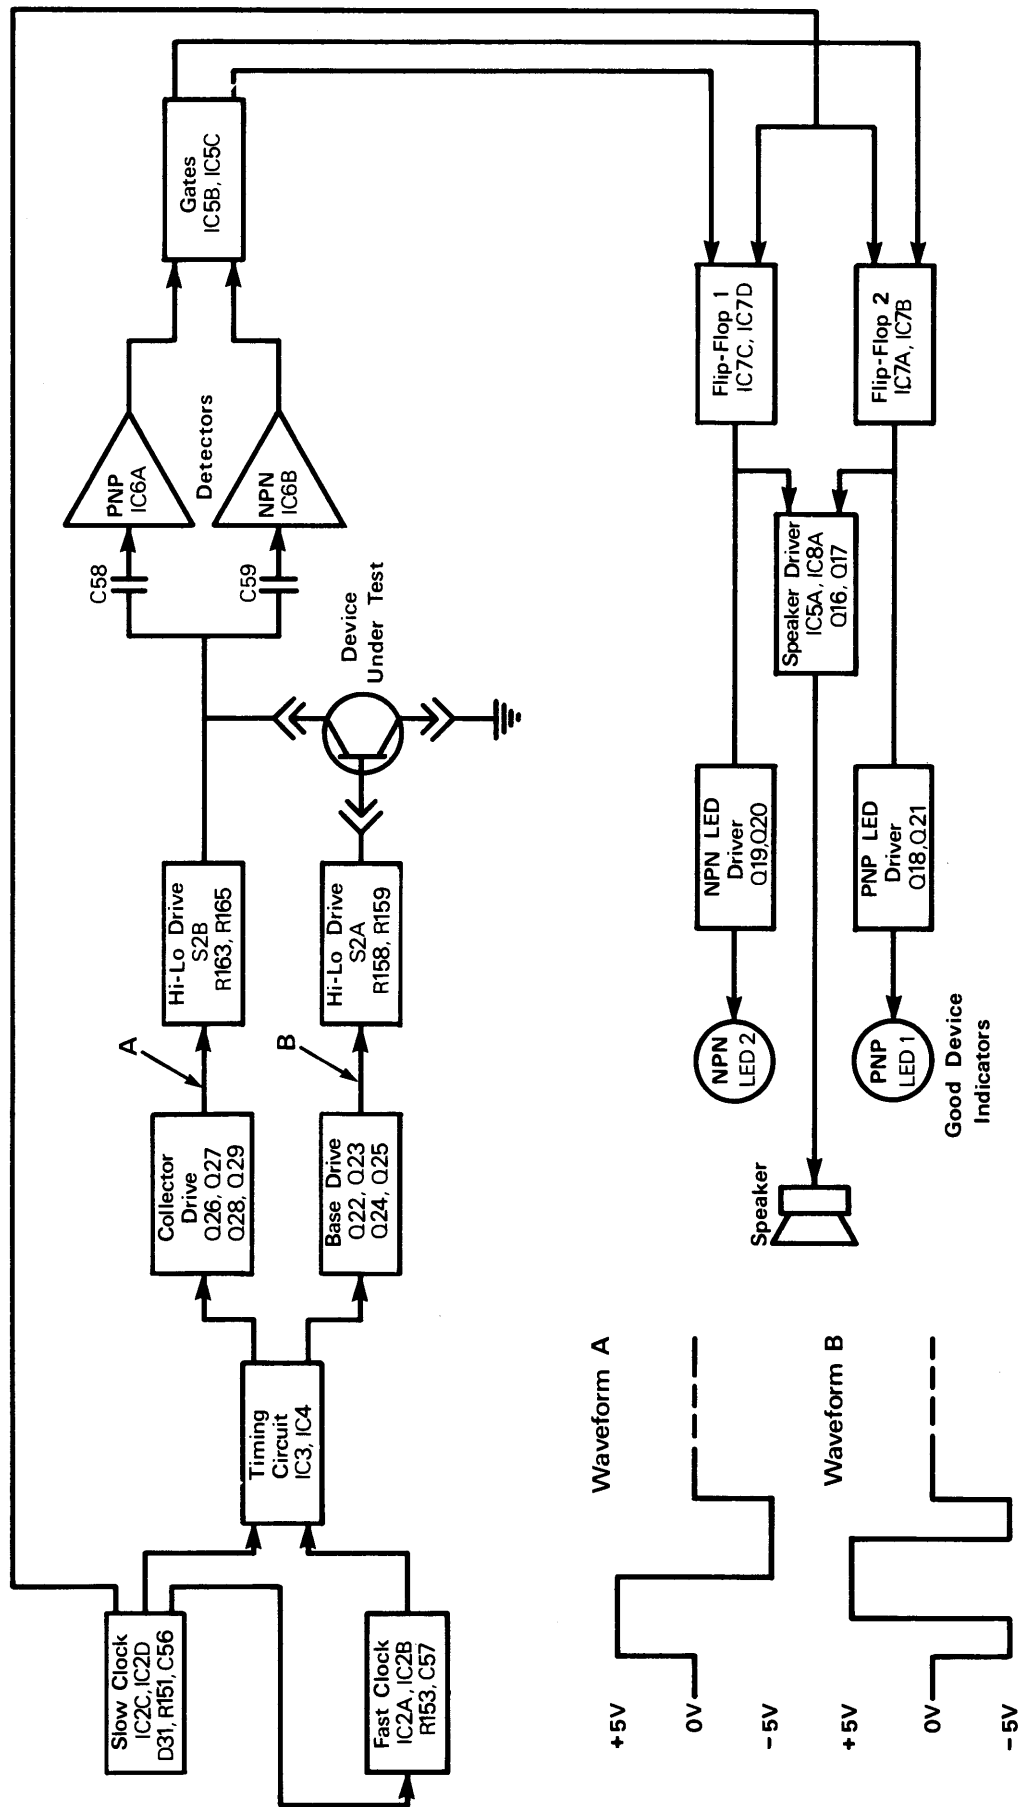 Slow Clock
IC2C, IC2D
D31, R151, C56
Fast Clock
IC2A, IC2B
R153, C57
Timing
Circuit
IC3, IC4
Collector
Drive
Q26, Q27
Q28, Q29
Base Drive
Q22, Q23
Q24, Q25
A
B
Hi-Lo Drive
S2B
R163, R165
Hi-Lo Drive
S2A
R158, R159
Device
Under Test
C58
C59
PNP
IC6A
NPN
IC6B
Detectors
Gates
IC5B, IC5C
+5V
0V
-5V
Waveform A
+5V
0V
-5V
Waveform B
Speaker
NPN
LED 2
PNP
LED 1
Good Device
Indicators
NPN LED
Driver
Q19,Q20
PNP LED
Driver
Q18,Q21
Speaker Driver
IC5A, IC8A
Q16, Q17
Flip-Flop 1
IC7C, IC7D
Flip-Flop 2
IC7A, IC7B